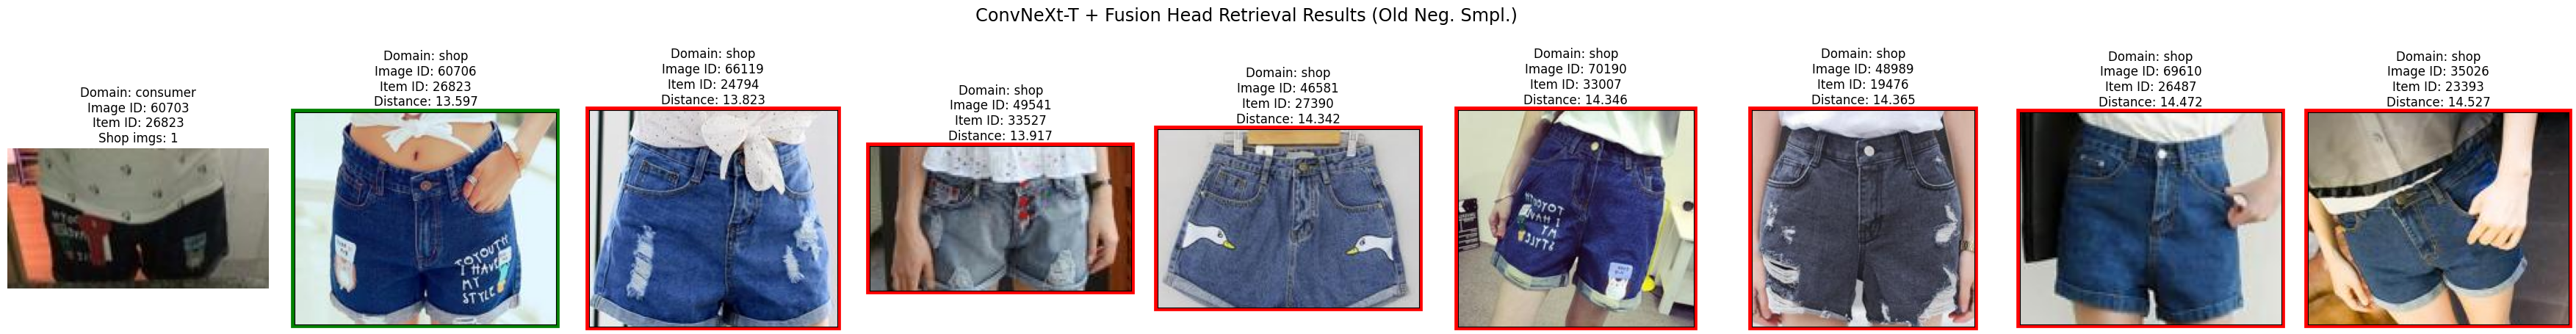 ConvNeXt-T + Fusion Head Retrieval Results (Old Neg. Smpl.)
Domain: consumer
Image ID: 60703
Item ID: 26823
Shop imgs: 1
Domain: shop
Image ID: 60706
Item ID: 26823
Distance: 13.597
TOTOUTH
I HAVE
MY
STYLE
Domain: shop
Image ID: 66119
Item ID: 24794
Distance: 13.823
Domain: shop
Image ID: 49541
Item ID: 33527
Distance: 13.917
Domain: shop
Image ID: 46581
Item ID: 27390
Distance: 14.342
Domain: shop
Image ID: 70190
Item ID: 33007
Distance: 14.346
Domain: shop
Image ID: 48989
Item ID: 19476
Distance: 14.365
Domain: shop
Image ID: 69610
Item ID: 26487
Distance: 14.472
Domain: shop
Image ID: 35026
Item ID: 23393
Distance: 14.527